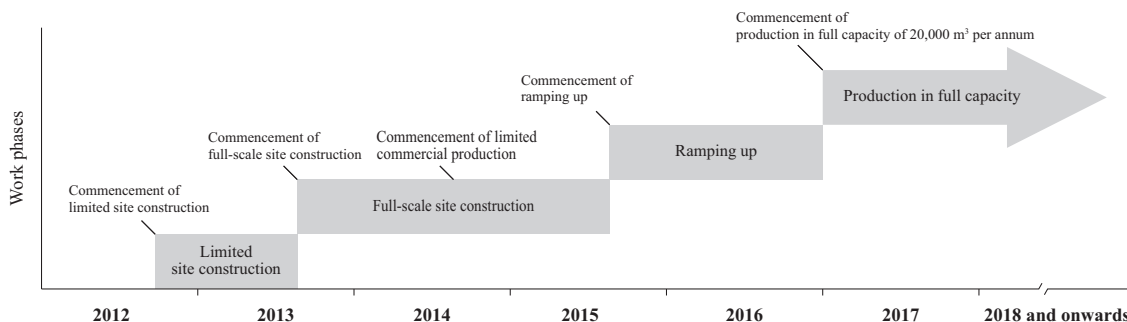 Commencement of
production in full capacity of 20,000 m³ per annum
Production in full capacity
Commencement of
ramping up
Ramping up
Commencement of
full-scale site construction
Commencement of limited
commercial production
Full-scale site construction
Commencement of
limited site construction
Limited
site construction
Work phases
2012 2013 2014 2015 2016 2017 2018 and onwards